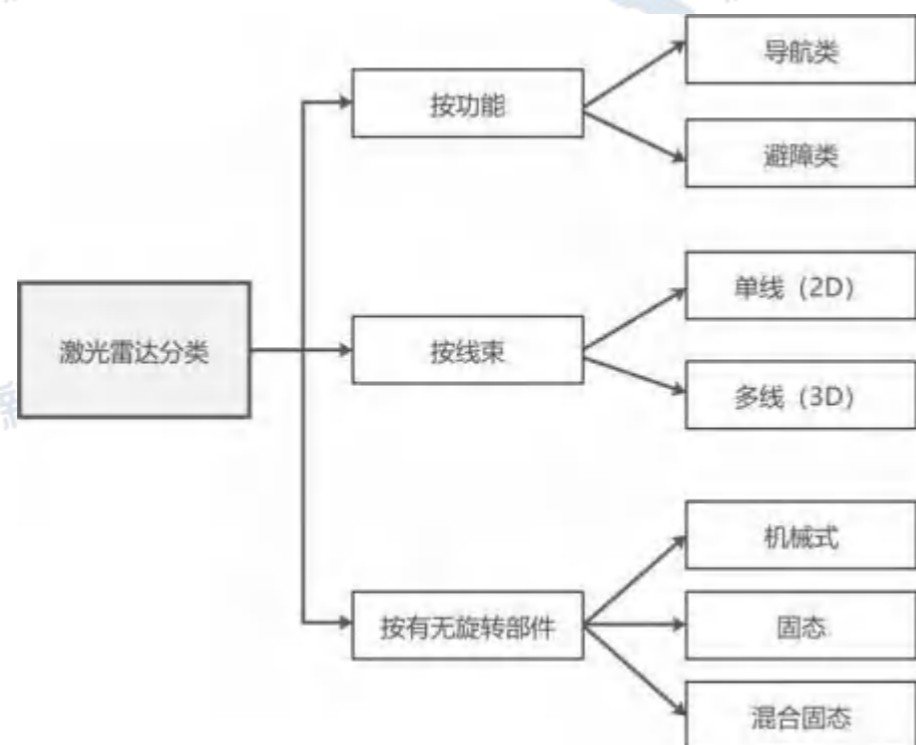 激光雷达分类
按功能
导航类
避障类
按线束
单线（2D）
多线（3D）
按有无旋转部件
机械式
固态
混合固态